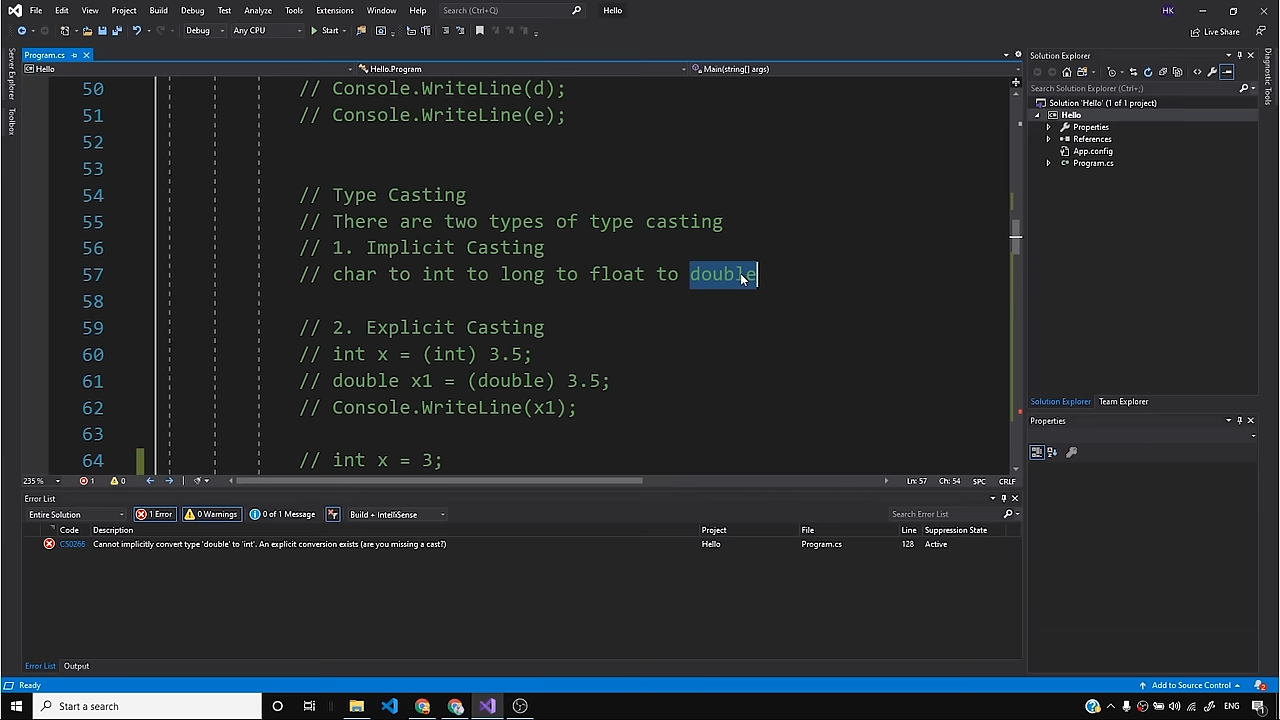 File Edit View Project Build Debug Test Analyze Tools Extensions Window Help Search (Ctrl+Q) Hello HK
Debug Any CPU Start Live Share
Program.cs
Hello Hello.Program Main(string[] args)
50 // Console.WriteLine(d);
51 // Console.WriteLine(e);
52
53
54 // Type Casting
55 // There are two types of type casting
56 // 1. Implicit Casting
57 // char to int to long to float to double
58
59 // 2. Explicit Casting
60 // int x = (int) 3.5;
61 // double x1 = (double) 3.5;
62 // Console.WriteLine(x1);
63
64 // int x = 3;
235 % 1 0 Ln: 57 Ch: 54 SPC CRLF
Server Explorer
Toolbox
Solution Explorer
Search Solution Explorer (Ctrl+;)
Solution 'Hello' (1 of 1 project)
Hello
Properties
References
App.config
Program.cs
Solution Explorer Team Explorer
Properties
Diagnostic Tools
Error List
Entire Solution 1 Error 0 Warnings 0 of 1 Message Build + IntelliSense Search Error List
Code Description Project File Line Suppression State
CS0266 Cannot implicitly convert type 'double' to 'int'. An explicit conversion exists (are you missing a cast?) Hello Program.cs 128 Active
Error List Output
Ready Add to Source Control 2
Start a search ENG